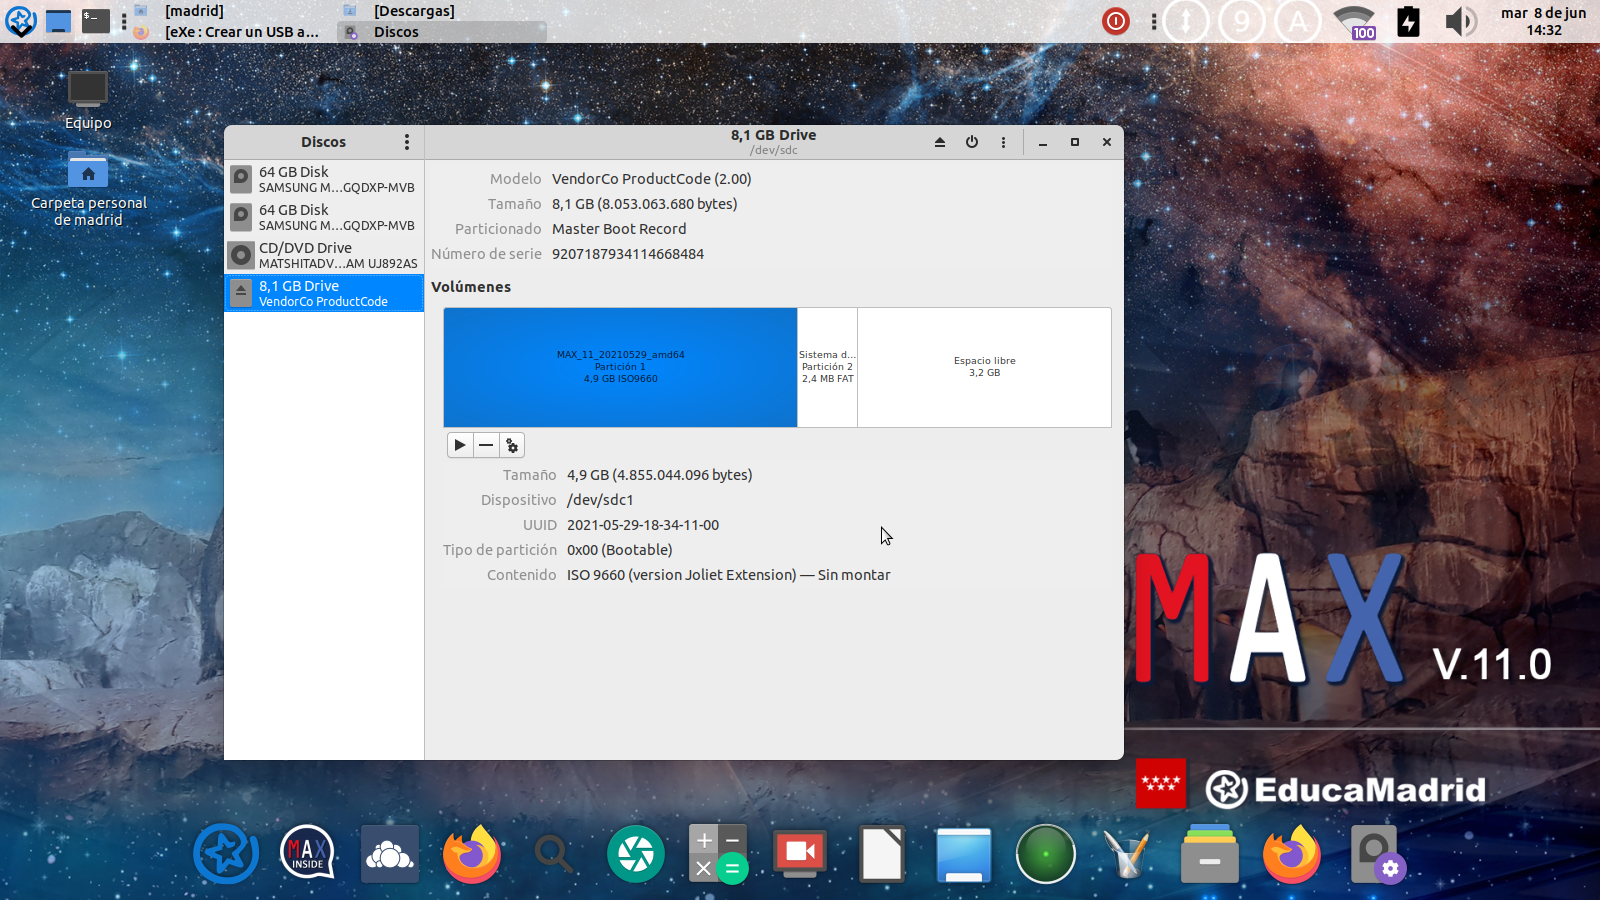 [madrid]
[Descargas]
[eXe : Crear un USB a...
Discos
9
A
100
mar 8 de jun
14:32
Equipo
Carpeta personal
de madrid
Discos
8,1 GB Drive
/dev/sdc
64 GB Disk
SAMSUNG M...GQDXP-MVB
64 GB Disk
SAMSUNG M...GQDXP-MVB
CD/DVD Drive
MATSHITADV...AM UJ892AS
8,1 GB Drive
VendorCo ProductCode
Modelo VendorCo ProductCode (2.00)
Tamaño 8,1 GB (8.053.063.680 bytes)
Particionado Master Boot Record
Número de serie 9207187934114668484
Volúmenes
MAX_11_20210529_amd64
Partición 1
4,9 GB ISO9660
Sistema d...
Partición 2
2,4 MB FAT
Espacio libre
3,2 GB
Tamaño 4,9 GB (4.855.044.096 bytes)
Dispositivo /dev/sdc1
UUID 2021-05-29-18-34-11-00
Tipo de partición 0x00 (Bootable)
Contenido ISO 9660 (version Joliet Extension) — Sin montar
MAX V.11.0
EducaMadrid
MAX
INSIDE